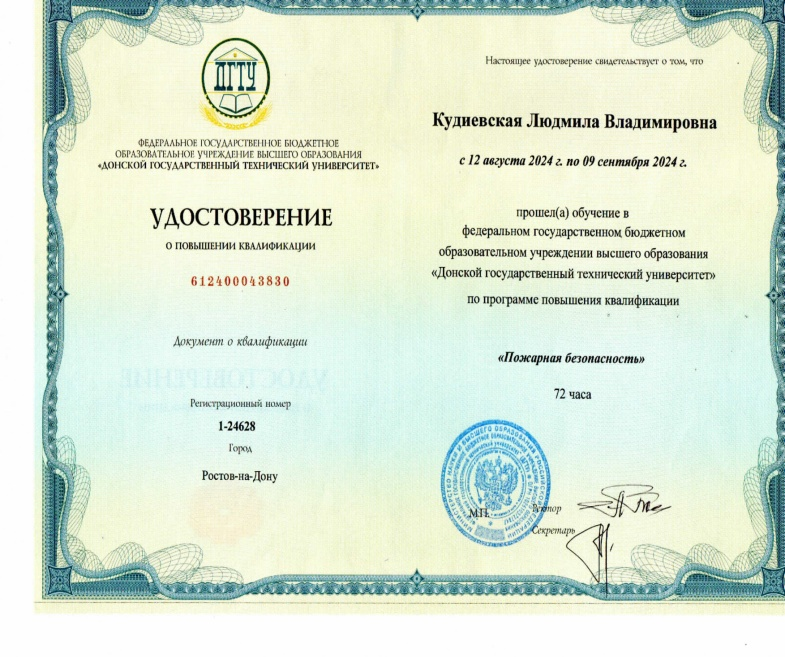 ДГТУ
ФЕДЕРАЛЬНОЕ ГОСУДАРСТВЕННОЕ БЮДЖЕТНОЕ
ОБРАЗОВАТЕЛЬНОЕ УЧРЕЖДЕНИЕ ВЫСШЕГО ОБРАЗОВАНИЯ
«ДОНСКОЙ ГОСУДАРСТВЕННЫЙ ТЕХНИЧЕСКИЙ УНИВЕРСИТЕТ»
УДОСТОВЕРЕНИЕ
О ПОВЫШЕНИИ КВАЛИФИКАЦИИ
612400043830
Документ о квалификации
Регистрационный номер
1-24628
Город
Ростов-на-Дону
Настоящее удостоверение свидетельствует о том, что
Кудиевская Людмила Владимировна
с 12 августа 2024 г. по 09 сентября 2024 г.
прошел(а) обучение в
федеральном государственном бюджетном
образовательном учреждении высшего образования
«Донской государственный технический университет»
по программе повышения квалификации
«Пожарная безопасность»
72 часа
М.П.
Ректор
Секретарь